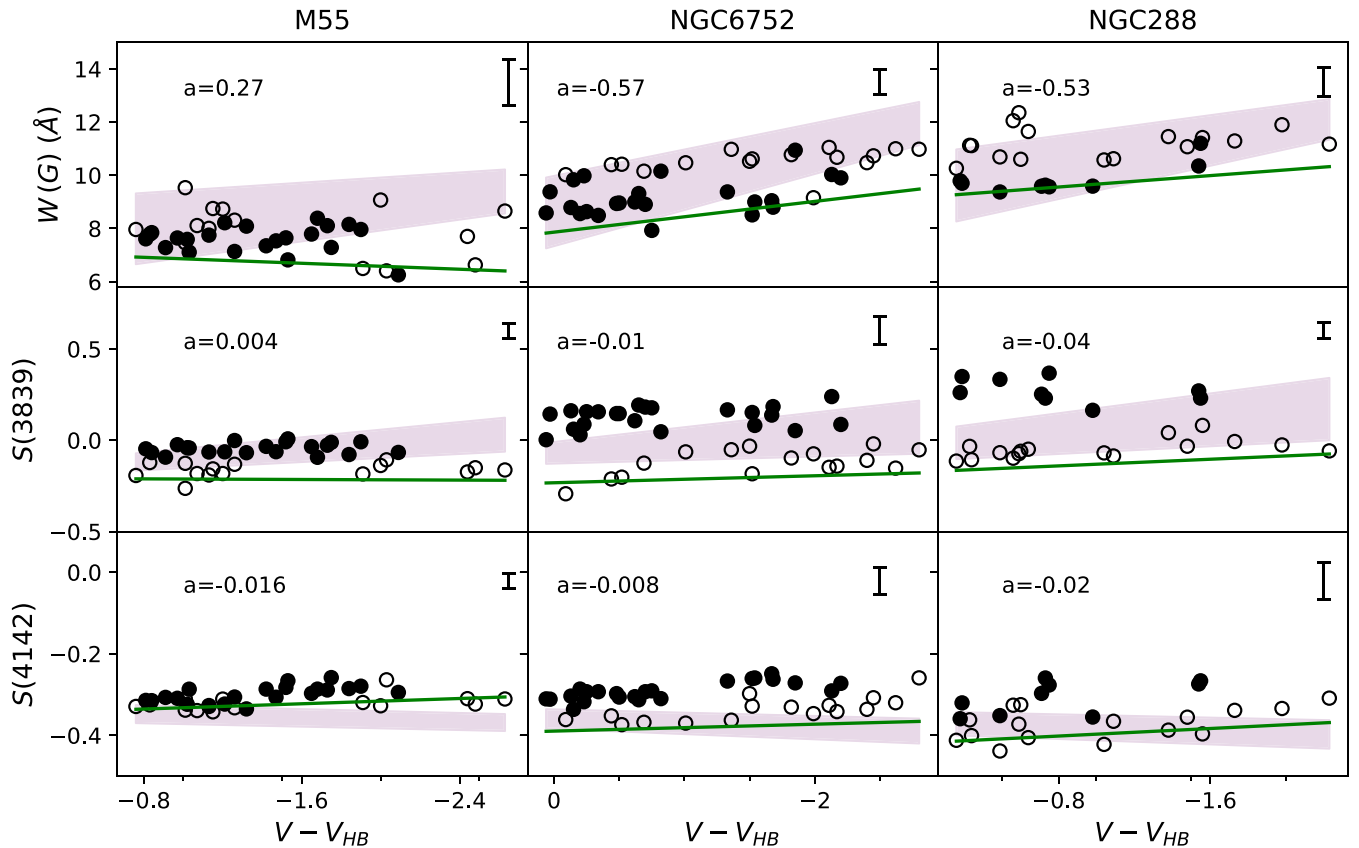 M55 NGC6752 NGC288
14
12
10
8
6
W(G) (Å)
a=0.27
a=-0.57
a=-0.53
0.5
0.0
−0.5
S(3839)
a=0.004
a=-0.01
a=-0.04
0.0
−0.2
−0.4
S(4142)
a=-0.016
a=-0.008
a=-0.02
−0.8 −1.6 −2.4 0 −2 −0.8 −1.6
V − V_HB V − V_HB V − V_HB